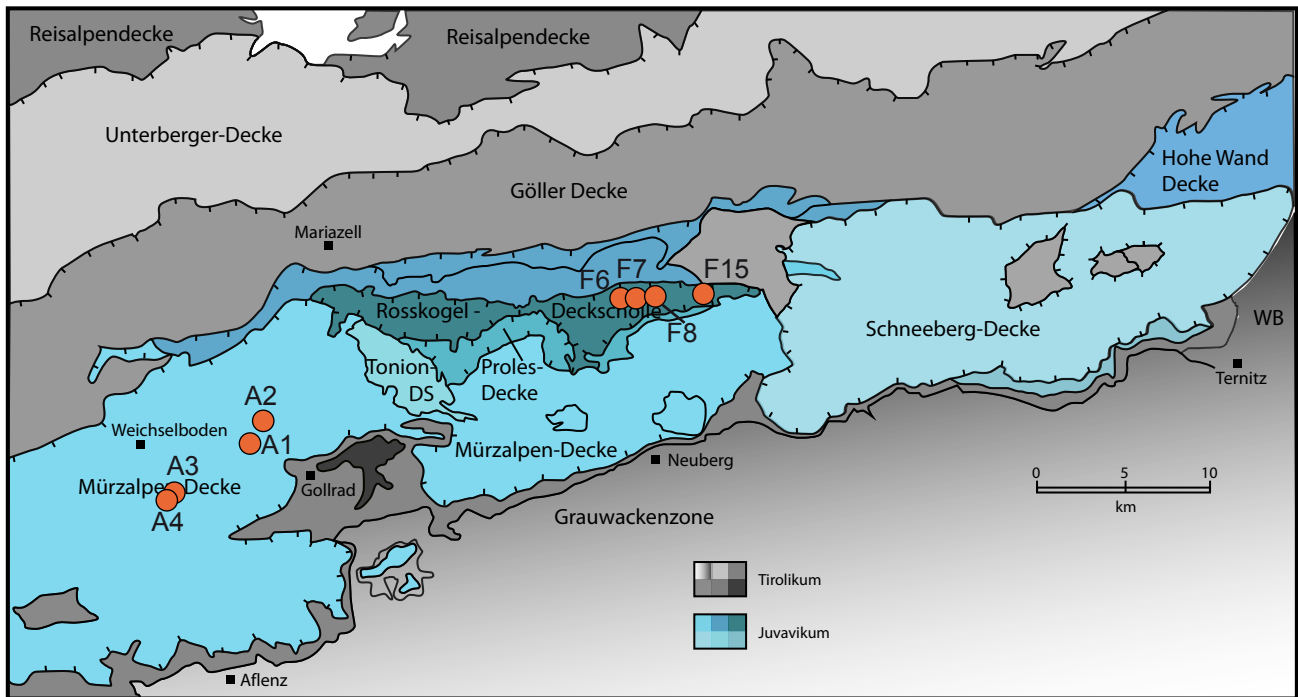 Reisalpendecke
Reisalpendecke
Unterberger-Decke
Hohe Wand
Decke
Göller Decke
Mariazell
F6
F7
F15
Rosskogel -
Deckscholle
F8
Schneeberg-Decke
WB
Tonion-
DS
Proles-
Decke
Ternitz
A2
Weichselboden
A1
Mürzalpen-Decke
Neuberg
A3
Mürzalpen-Decke
Gollrad
A4
0
5
10
km
Grauwackenzone
Tirolikum
Juvavikum
Aflenz